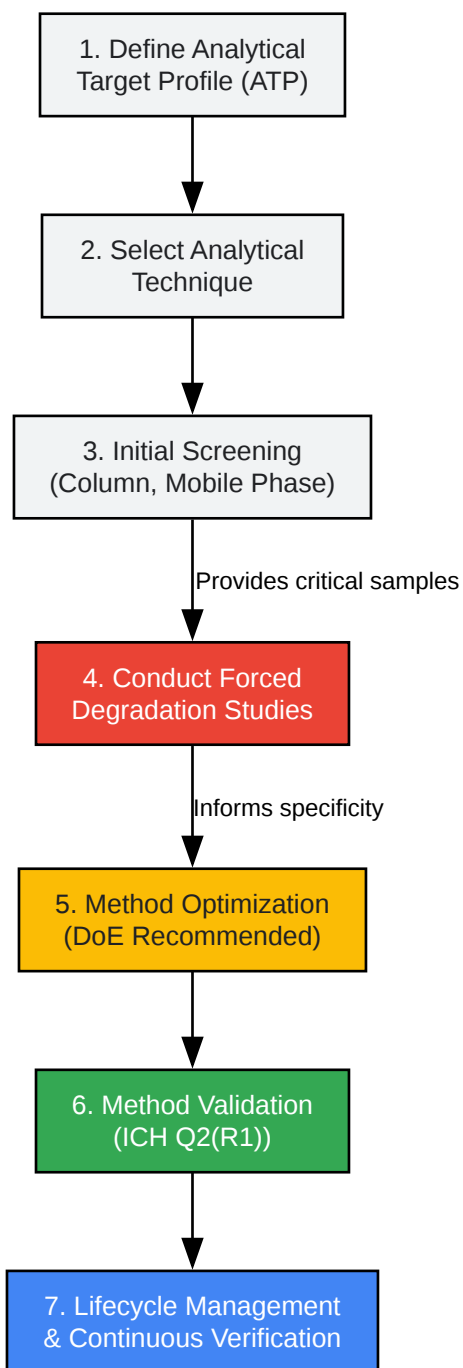 1. Define Analytical
Target Profile (ATP)
2. Select Analytical
Technique
3. Initial Screening
(Column, Mobile Phase)
Provides critical samples
4. Conduct Forced
Degradation Studies
Informs specificity
5. Method Optimization
(DoE Recommended)
6. Method Validation
(ICH Q2(R1))
7. Lifecycle Management
& Continuous Verification